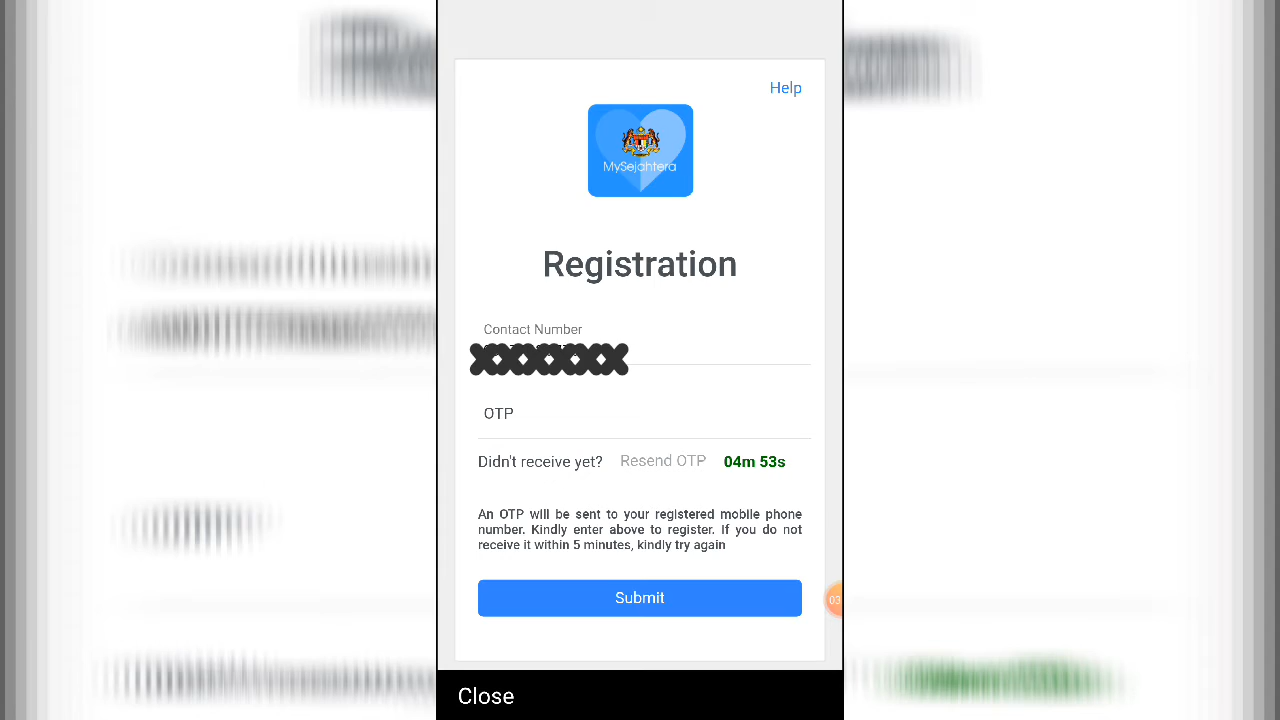 Help
MySejahtera
Registration
Contact Number
OTP
Didn't receive yet? Resend OTP 04m 53s
An OTP will be sent to your registered mobile phone
number. Kindly enter above to register. If you do not
receive it within 5 minutes, kindly try again
Submit
03
Close